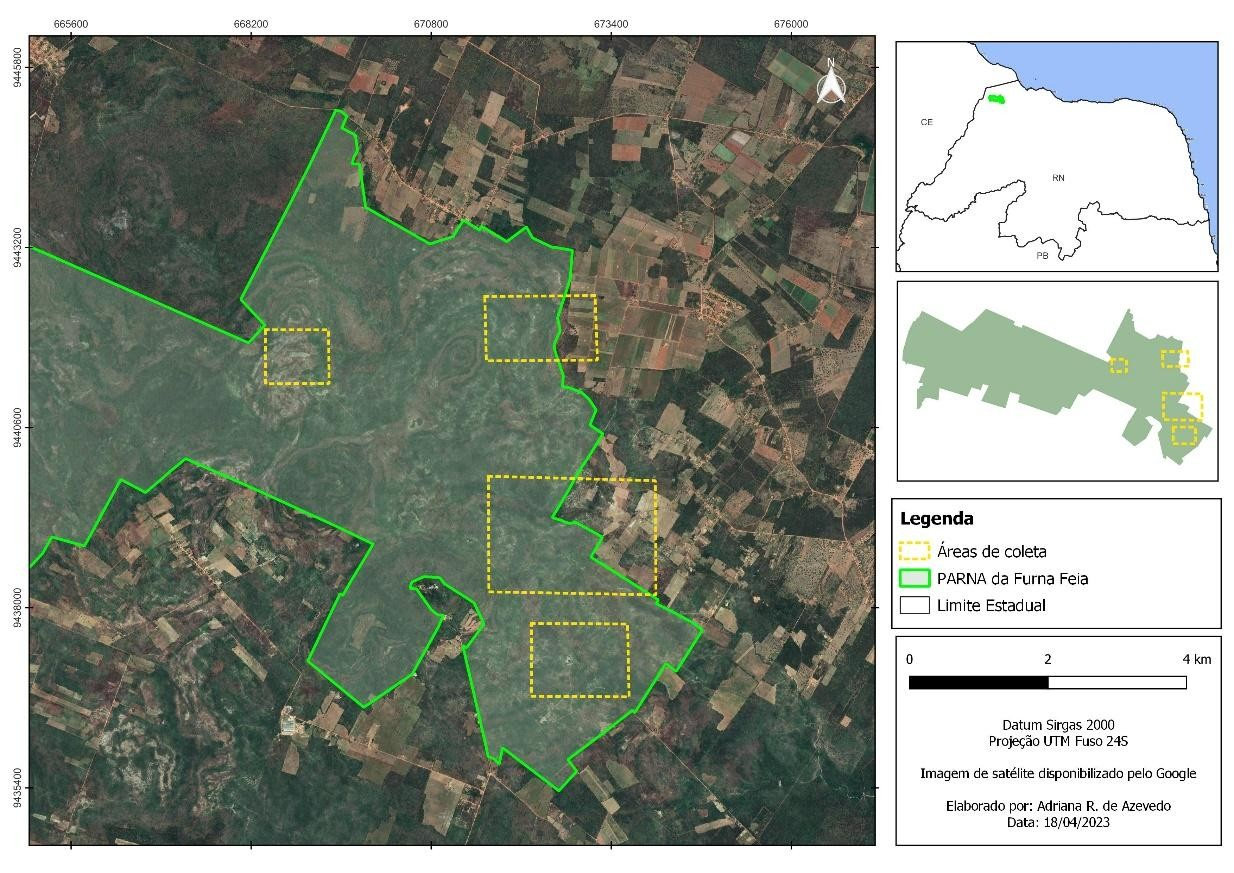 665600
668200
670800
673400
676000
9445800
9443200
9440600
9438000
9435400
N
CE
RN
PB
Legenda
Áreas de coleta
PARNA da Furna Feia
Limite Estadual
0 2 4 km
Datum Sirgas 2000
Projeção UTM Fuso 24S
Imagem de satélite disponibilizado pelo Google
Elaborado por: Adriana R. de Azevedo
Data: 18/04/2023